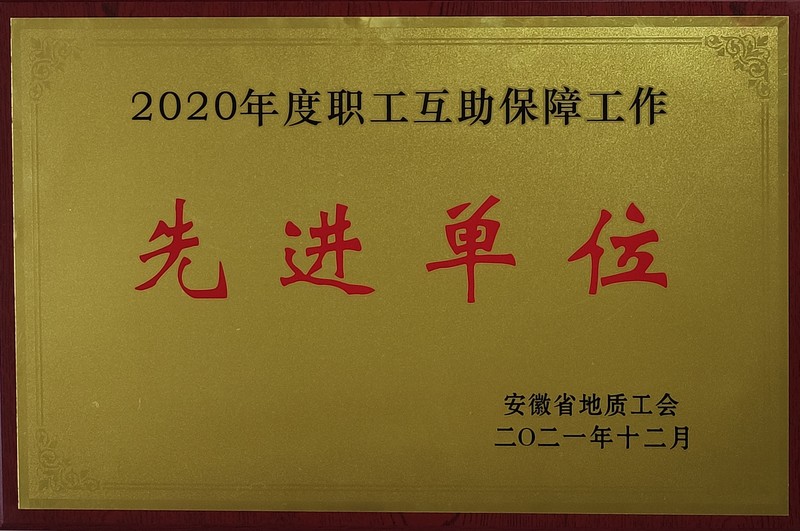 2020年度职工互助保障工作
先进单位
安徽省地质工会
二〇二一年十二月